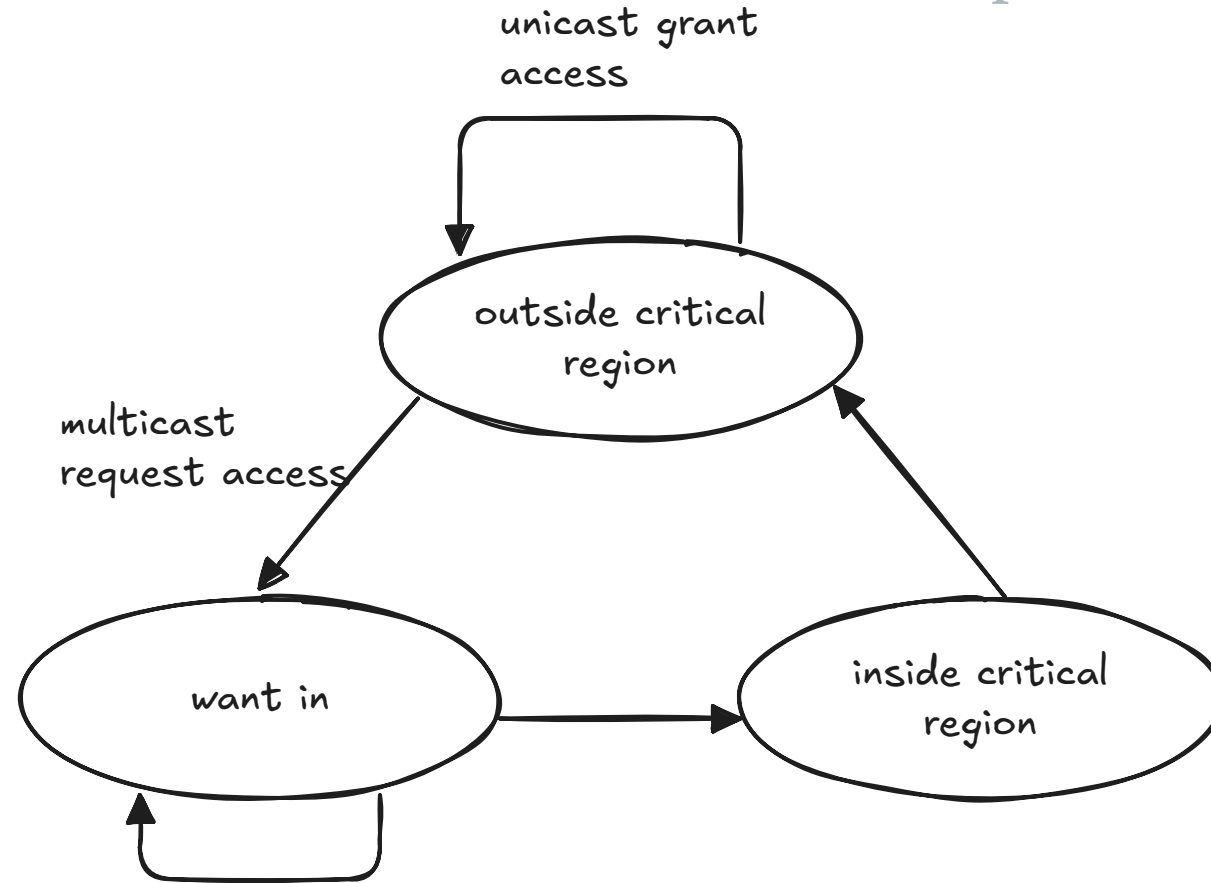 unicast grant
access
outside critical
region
multicast
request access
want in
inside critical
region